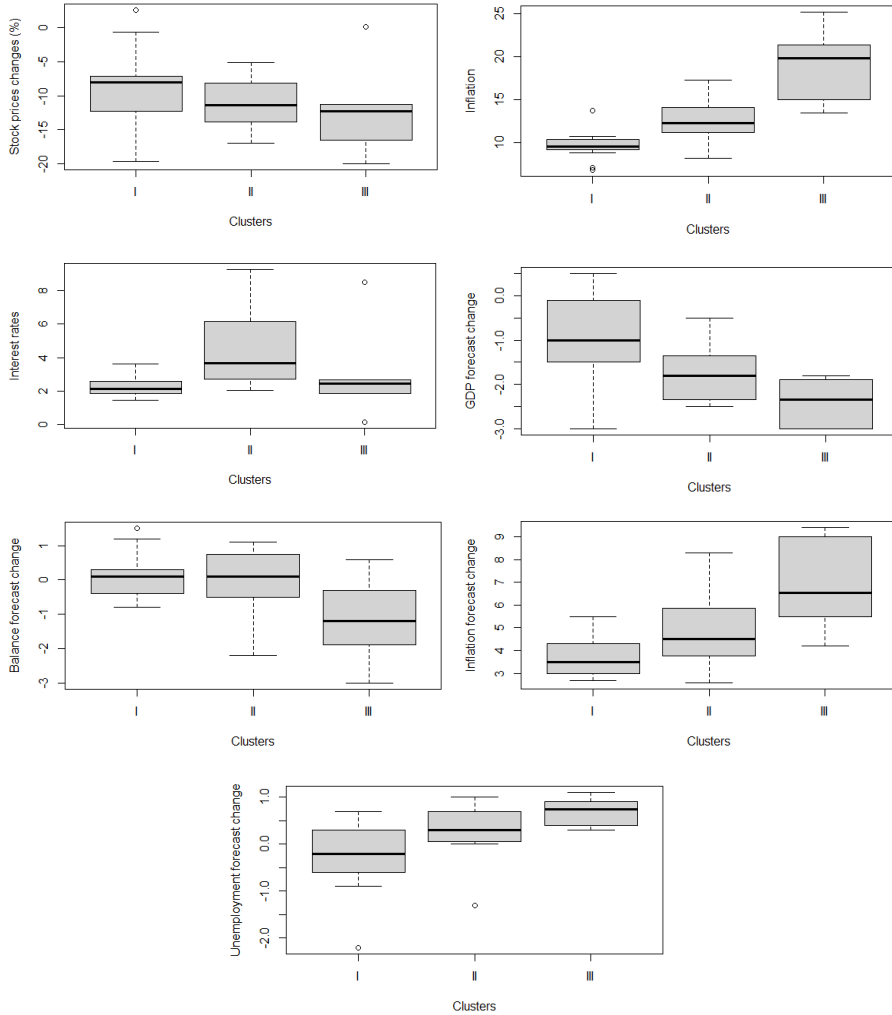 Stock prices changes (%)
0
-5
-10
-15
-20
I
II
III
Clusters
Inflation
25
20
15
10
I
II
III
Clusters
Interest rates
8
6
4
2
0
I
II
III
Clusters
GDP forecast change
0.0
-1.0
-2.0
-3.0
I
II
III
Clusters
Balance forecast change
1
0
-1
-2
-3
I
II
III
Clusters
Inflation forecast change
9
8
7
6
5
4
3
I
II
III
Clusters
Unemployment forecast change
1.0
0.0
-1.0
-2.0
I
II
III
Clusters